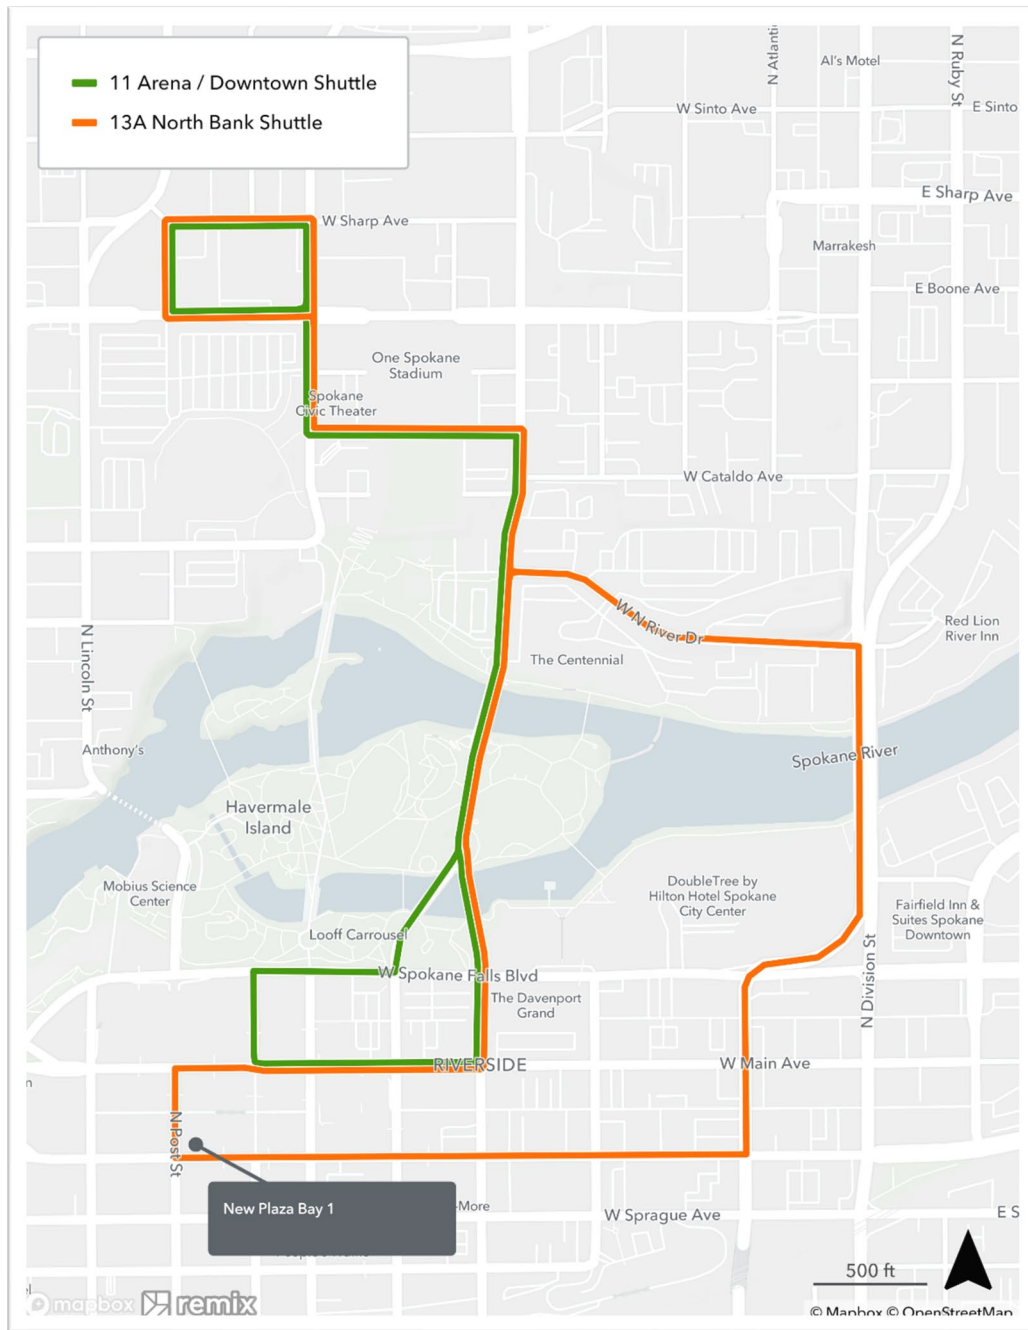 11 Arena / Downtown Shuttle
13A North Bank Shuttle
N Atlanti
Al's Motel
N Ruby St
W Sinto Ave
E Sinto
E Sharp Ave
W Sharp Ave
Marrakesh
E Boone Ave
One Spokane
Stadium
Spokane
Civic Theater
W Cataldo Ave
W N River Dr
Red Lion
River Inn
N Lincoln St
The Centennial
Anthony's
Spokane River
Havermale
Island
Mobius Science
Center
DoubleTree by
Hilton Hotel Spokane
City Center
Fairfield Inn &
Suites Spokane
Downtown
Looff Carrousel
W Spokane Falls Blvd
The Davenport
Grand
N Division St
RIVERSIDE
W Main Ave
N Post St
New Plaza Bay 1
-More
W Sprague Ave
E S
500 ft
mapbox
remix
© Mapbox © OpenStreetMap